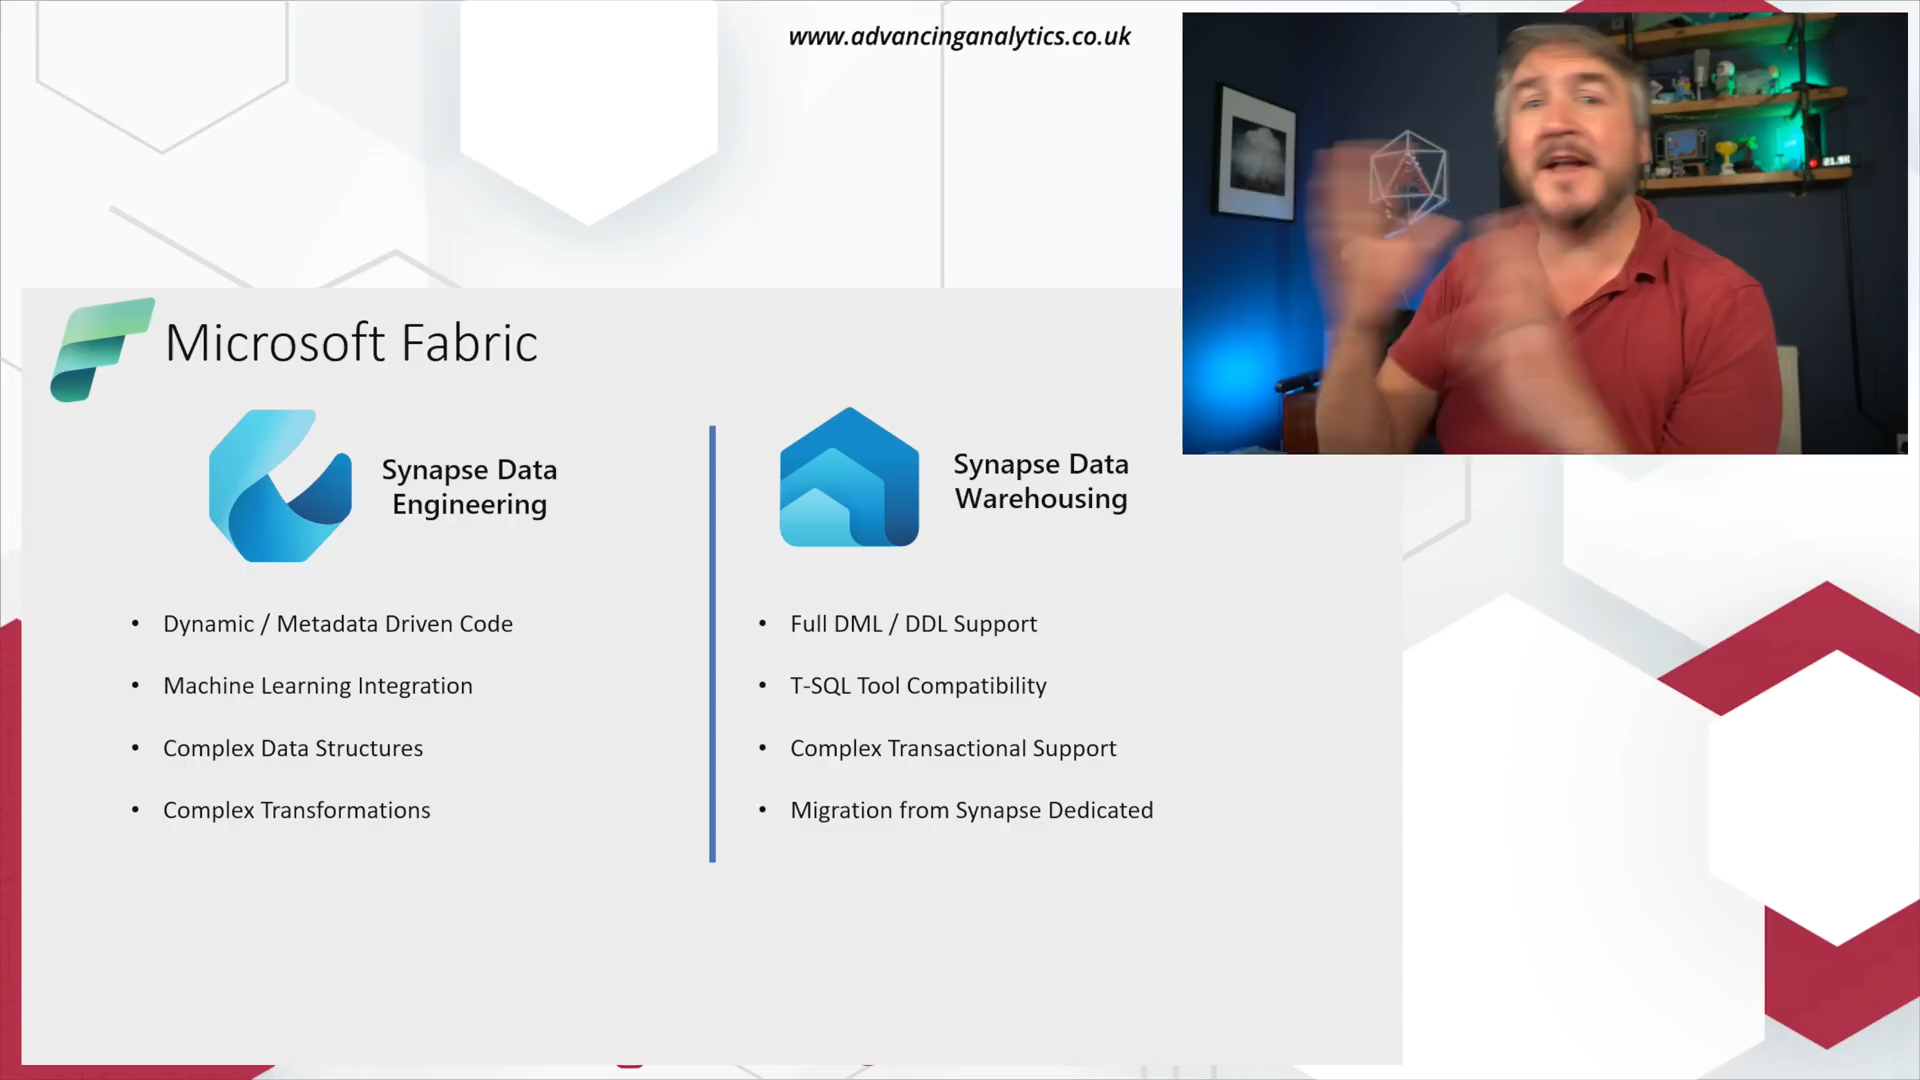 www.advancinganalytics.co.uk
Microsoft Fabric
Synapse Data
Engineering
• Dynamic / Metadata Driven Code
• Machine Learning Integration
• Complex Data Structures
• Complex Transformations
Synapse Data
Warehousing
• Full DML / DDL Support
• T-SQL Tool Compatibility
• Complex Transactional Support
• Migration from Synapse Dedicated